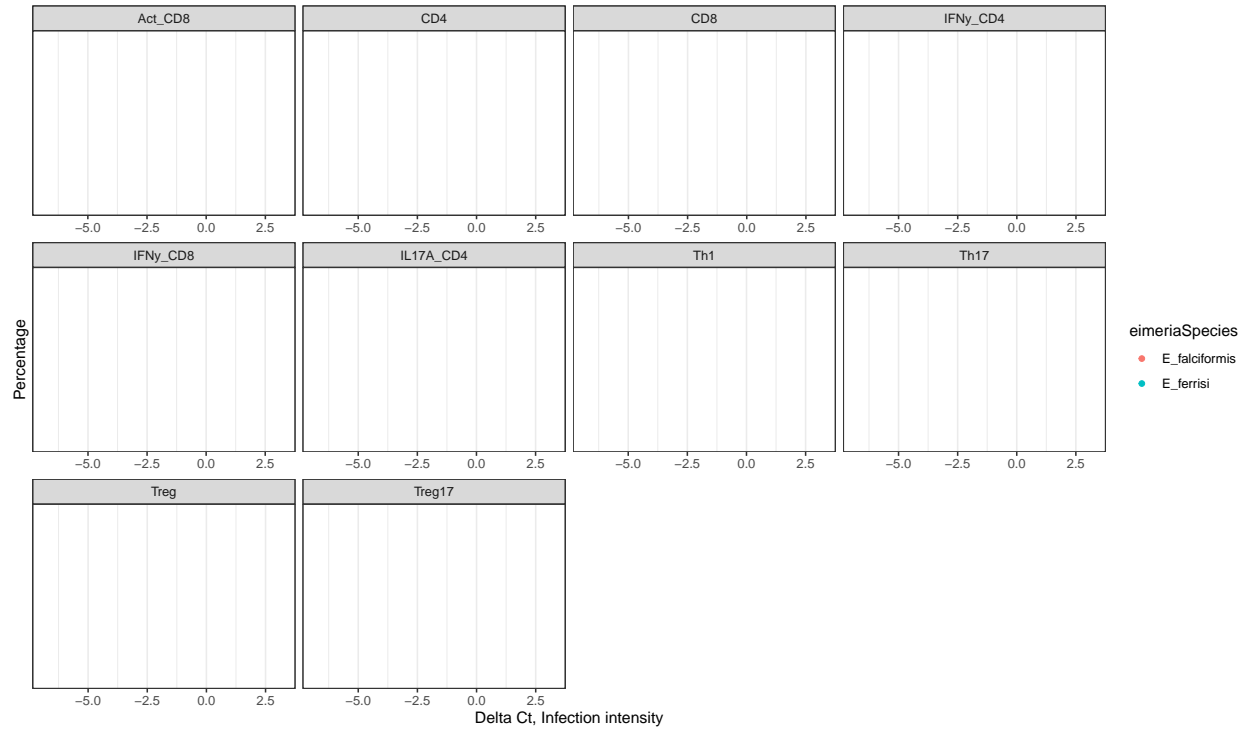 Act_CD8 CD4 CD8 IFNy_CD4
−5.0 −2.5 0.0 2.5 −5.0 −2.5 0.0 2.5 −5.0 −2.5 0.0 2.5 −5.0 −2.5 0.0 2.5
IFNy_CD8 IL17A_CD4 Th1 Th17
Percentage
−5.0 −2.5 0.0 2.5 −5.0 −2.5 0.0 2.5 −5.0 −2.5 0.0 2.5 −5.0 −2.5 0.0 2.5
Treg Treg17
−5.0 −2.5 0.0 2.5 −5.0 −2.5 0.0 2.5
Delta Ct, Infection intensity
eimeriaSpecies
E_falciformis
E_ferrisi